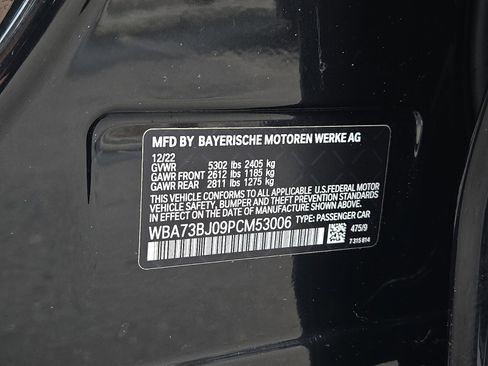 MFD BY BAYERISCHE MOTOREN WERKE AG
12/22
GVWR 5302 lbs 2405 kg
GAWR FRONT 2612 lbs 1185 kg
GAWR REAR 2811 lbs 1275 kg
THIS VEHICLE CONFORMS TO ALL APPLICABLE U.S.FEDERAL MOTOR
VEHICLE SAFETY, BUMPER AND THEFT PREVENTION STANDARDS
IN EFFECT ON THE DATE OF MANUFACTURE SHOWN ABOVE.
WBA73BJ09PCM53006 TYPE: PASSENGER CAR
475/9
7 315 814